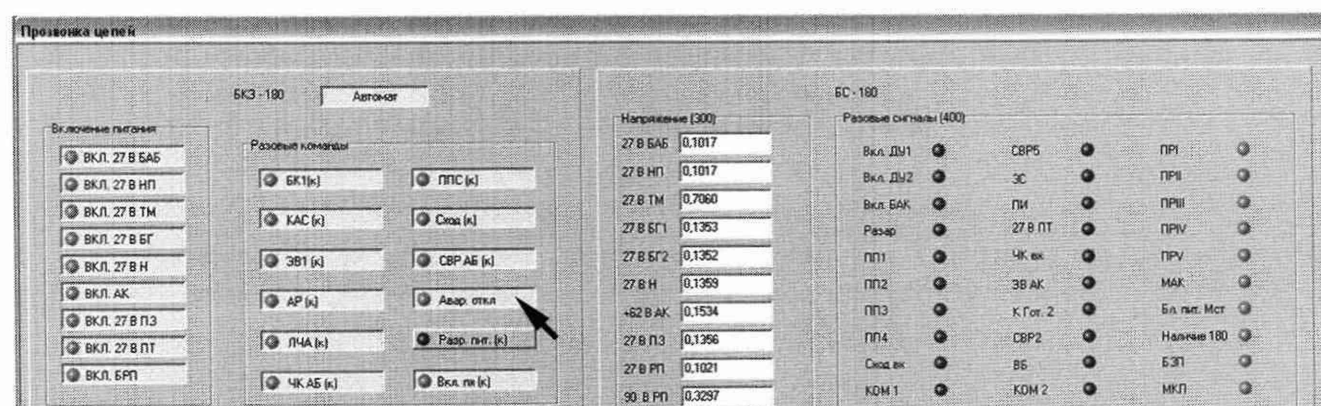 Прозвонка цепей
БКЗ - 180 Автомат
Включение питания
ВКЛ. 27 В БАБ
ВКЛ. 27 В НП
ВКЛ. 27 В ТМ
ВКЛ. 27 В БГ
ВКЛ. 27 В Н
ВКЛ. АК
ВКЛ. 27 В ПЗ
ВКЛ. 27 В ПТ
ВКЛ. БРП
Разовые команды
БК1(к) ППС (к)
КАС (к) Сход (к)
ЗВ1 (к) СВР АБ (к)
АР (к) Авар. откл
ЛЧА (к) Разр. пит. (к)
ЧК АБ (к) Вкл. пк (к)
Напряжение (300)
27 В БАБ 0,1017
27 В НП 0,1017
27 В ТМ 0,7060
27 В БГ1 0,1353
27 В БГ2 0,1352
27 В Н 0,1359
+62 В АК 0,1534
27 В ПЗ 0,1356
27 В РП 0,1021
90 В РП 0,3297
БС - 180
Разовые сигналы (400)
Вкл. ДУ1 СВРБ ПРI
Вкл. ДУ2 ЗС ПРII
Вкл. БАК ПИ ПРIII
Разар 27 В ПТ ПРIV
ПП1 ЧК вк ПРV
ПП2 ЗВ АК МАК
ПП3 К Гот. 2 Бл. пит. Мст
ПП4 СВР2 Наличие 180
Сход вк ВБ БЗП
КОМ 1 КОМ 2 МКП